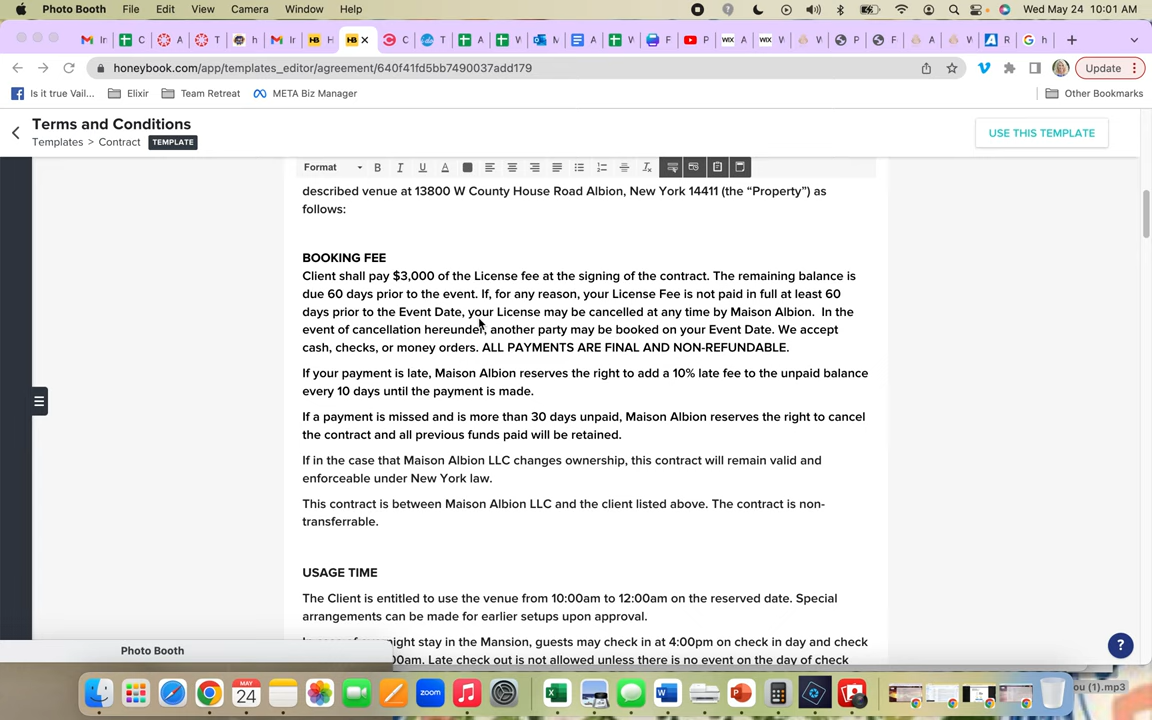 Photo Booth File Edit View Camera Window Help Wed May 24 10:01 AM
honeybook.com/app/templates_editor/agreement/640f41fd5bb7490037add179 Update
Is it true Vail... Elixir Team Retreat META Biz Manager Other Bookmarks
Terms and Conditions
Templates > Contract TEMPLATE
USE THIS TEMPLATE
Format B I U A
described venue at 13800 W County House Road Albion, New York 14411 (the “Property”) as
follows:
BOOKING FEE
Client shall pay $3,000 of the License fee at the signing of the contract. The remaining balance is
due 60 days prior to the event. If, for any reason, your License Fee is not paid in full at least 60
days prior to the Event Date, your License may be cancelled at any time by Maison Albion. In the
event of cancellation hereunder, another party may be booked on your Event Date. We accept
cash, checks, or money orders. ALL PAYMENTS ARE FINAL AND NON-REFUNDABLE.
If your payment is late, Maison Albion reserves the right to add a 10% late fee to the unpaid balance
every 10 days until the payment is made.
If a payment is missed and is more than 30 days unpaid, Maison Albion reserves the right to cancel
the contract and all previous funds paid will be retained.
If in the case that Maison Albion LLC changes ownership, this contract will remain valid and
enforceable under New York law.
This contract is between Maison Albion LLC and the client listed above. The contract is non-
transferrable.
USAGE TIME
The Client is entitled to use the venue from 10:00am to 12:00am on the reserved date. Special
arrangements can be made for earlier setups upon approval.
night stay in the Mansion, guests may check in at 4:00pm on check in day and check
Late check out is not allowed unless there is no event on the day of check
Photo Booth
MAY
24
zoom
ou (1).mp3